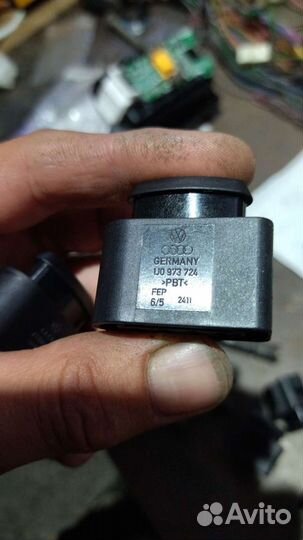 GERMANY
1J0 973 724
>PBT<
FEP
6/5 2411
Avito